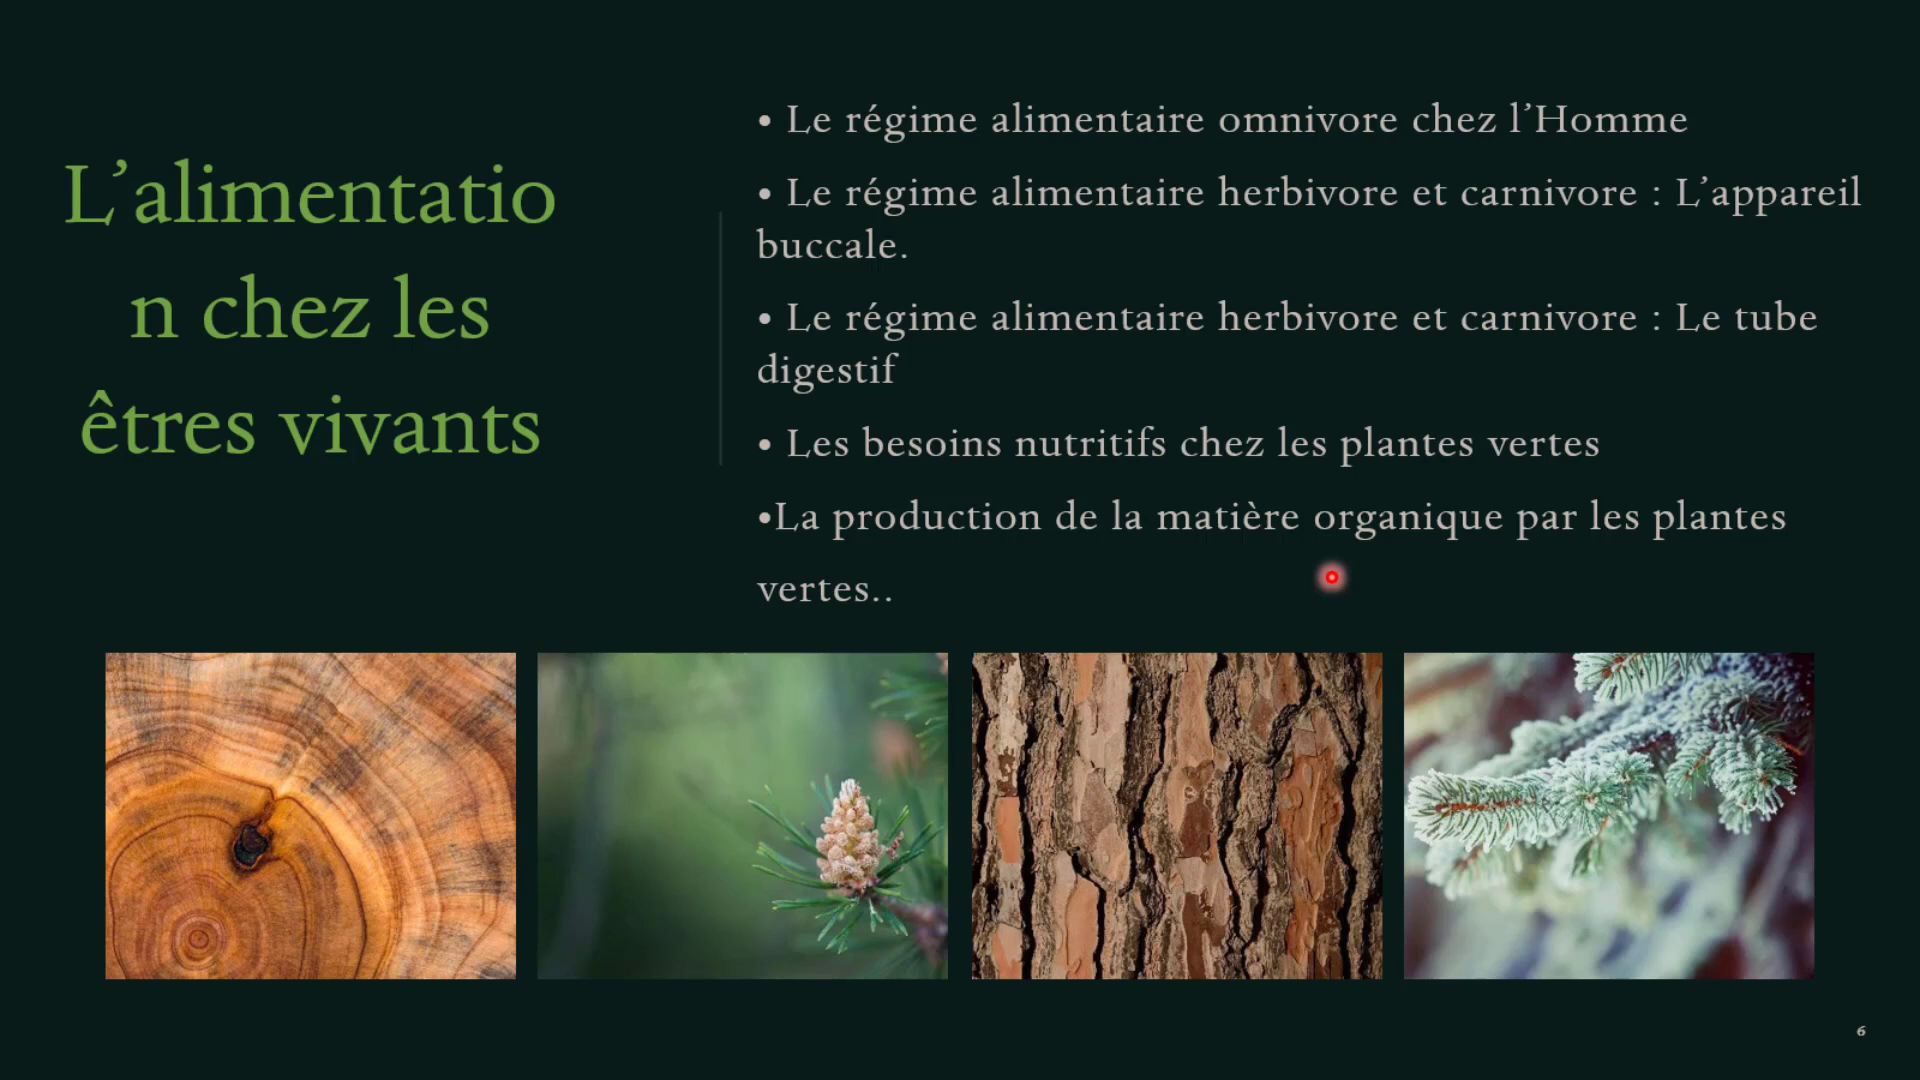 L’alimentatio
n chez les
êtres vivants
• Le régime alimentaire omnivore chez l’Homme
• Le régime alimentaire herbivore et carnivore : L’appareil
buccale.
• Le régime alimentaire herbivore et carnivore : Le tube
digestif
• Les besoins nutritifs chez les plantes vertes
•La production de la matière organique par les plantes
vertes..
6